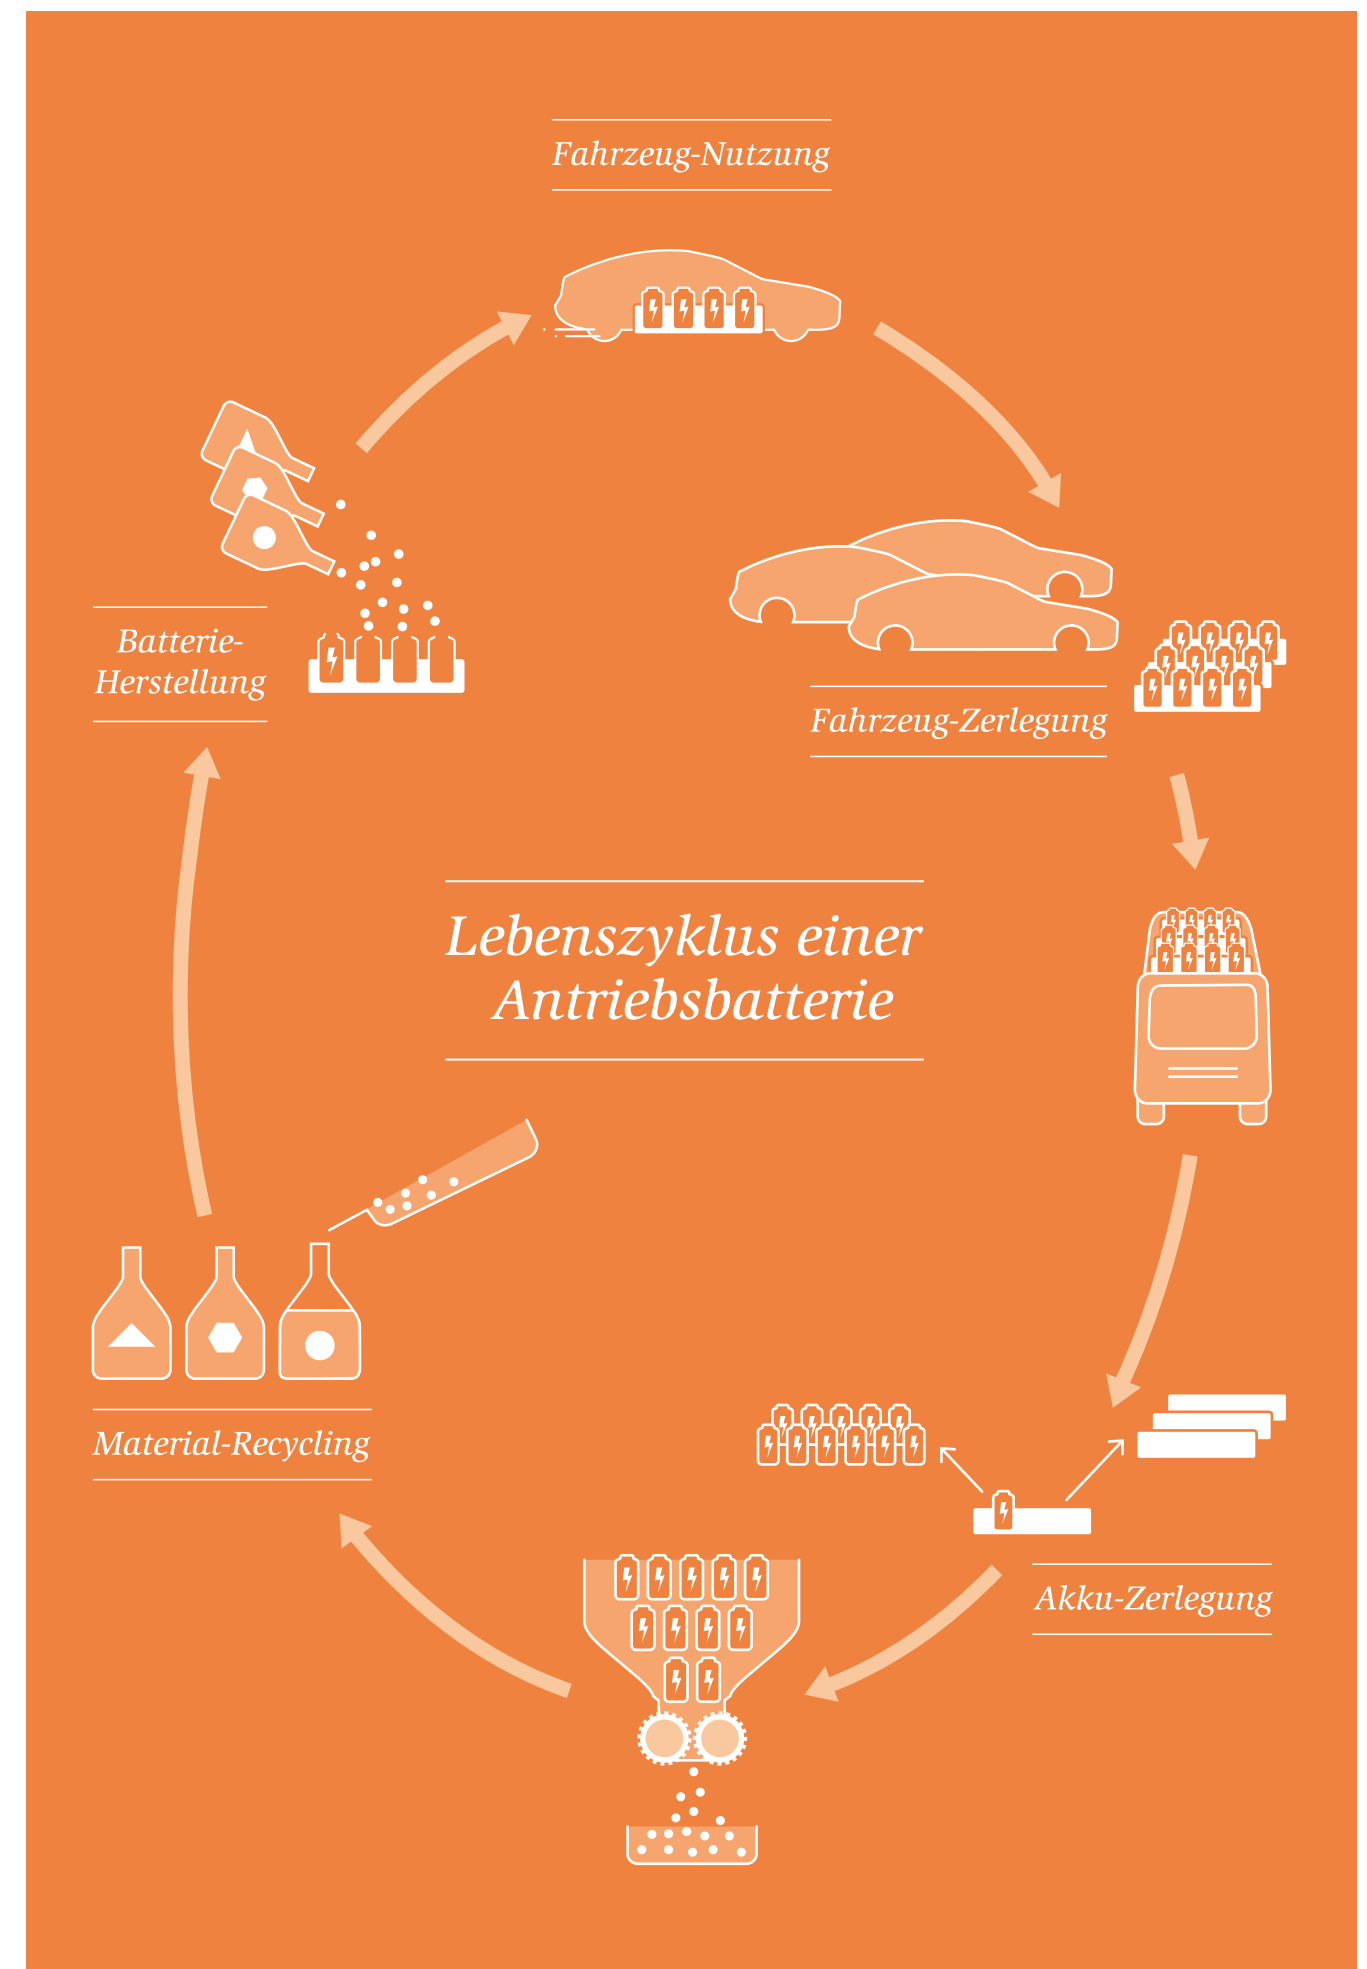 Fahrzeug-Nutzung
Batterie-
Herstellung
Fahrzeug-Zerlegung
Lebenszyklus einer
Antriebsbatterie
Material-Recycling
Akku-Zerlegung